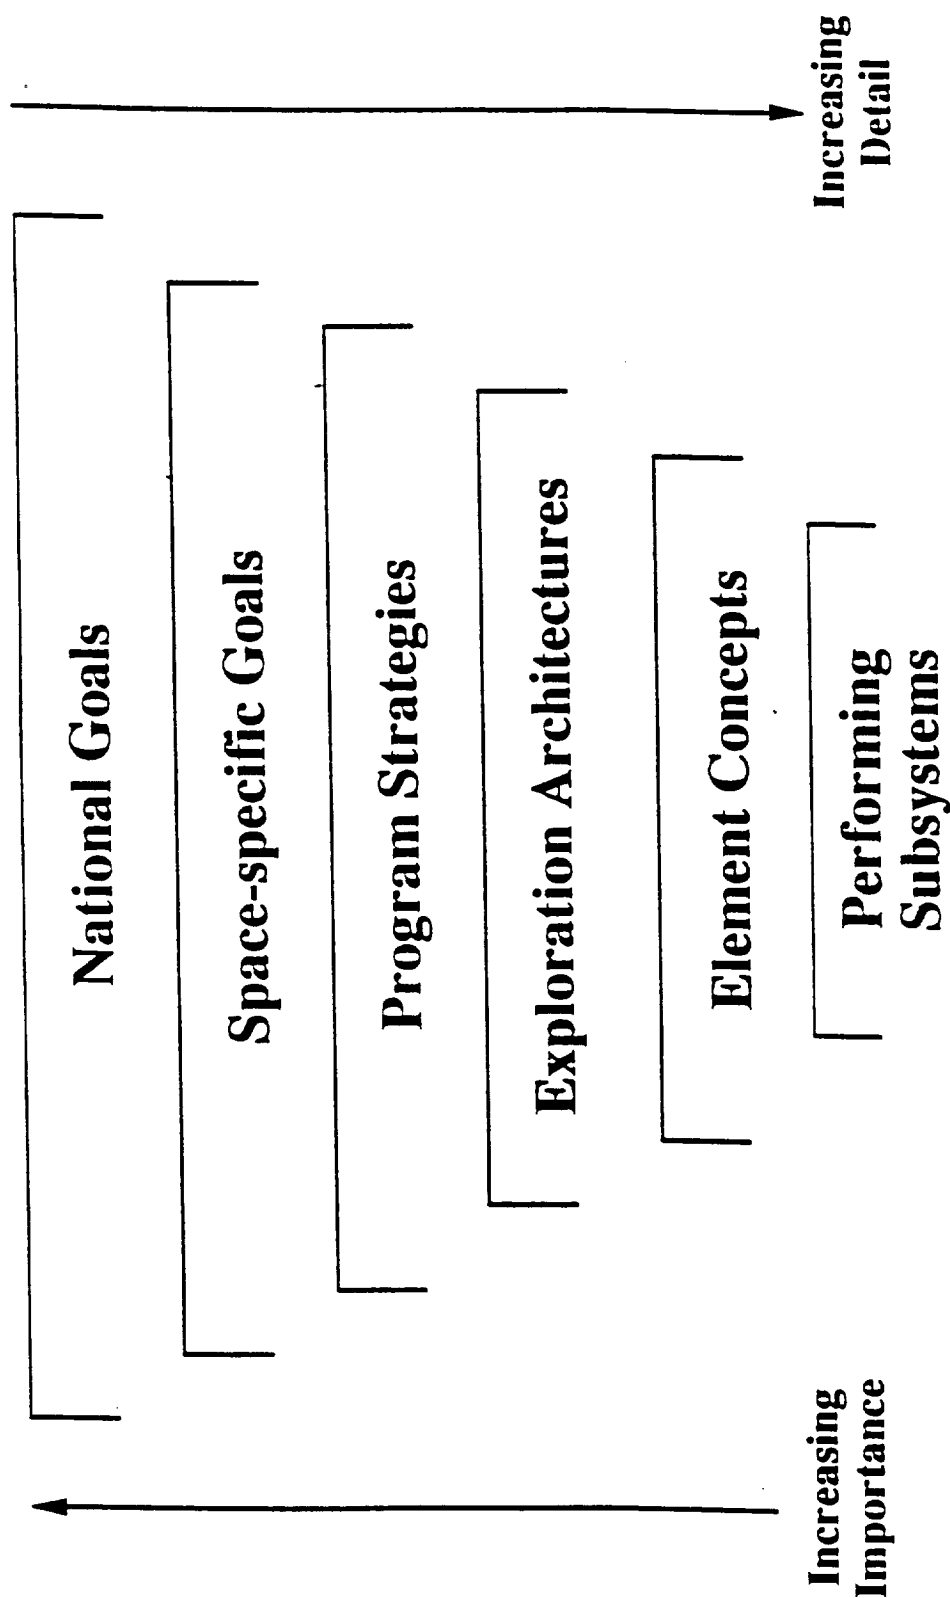 National Goals
Space-specific Goals
Program Strategies
Exploration Architectures
Element Concepts
Performing
Subsystems
Increasing
Importance
Increasing
Detail